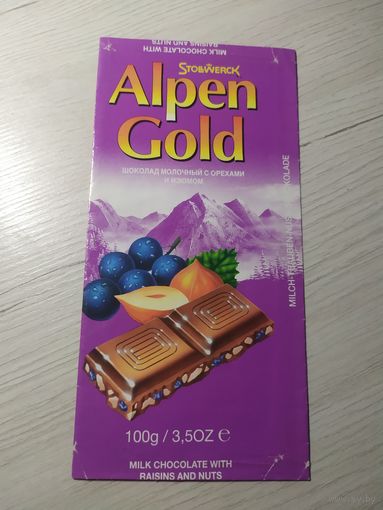 MILK CHOCOLATE WITH
RAISINS AND NUTS
STOLLWERCK
Alpen
Gold
ШОКОЛАД МОЛОЧНЫЙ С ОРЕХАМИ
И ИЗЮМОМ
100g / 3,5OZ ℮
MILK CHOCOLATE WITH
RAISINS AND NUTS